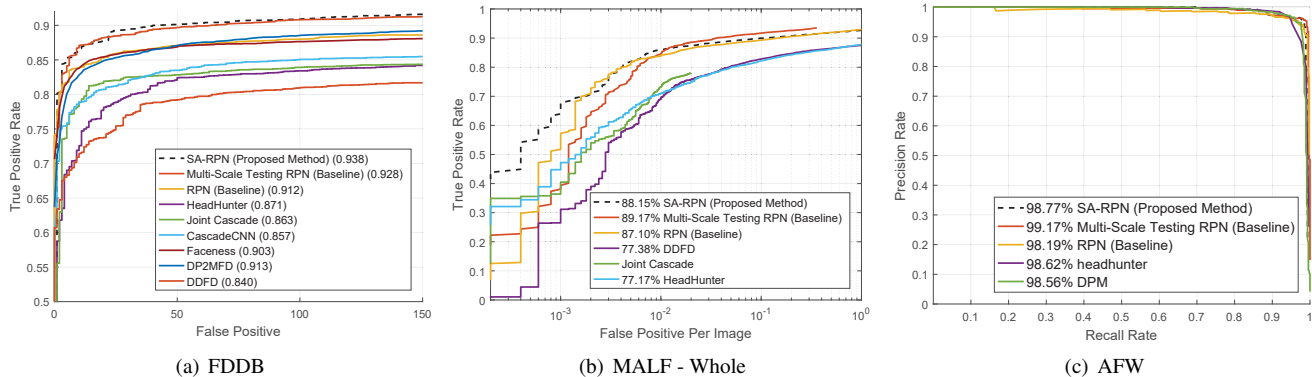 True Positive Rate
0.9
0.85
0.8
0.75
0.7
0.65
0.6
0.55
0.5
SA-RPN (Proposed Method) (0.938)
Multi-Scale Testing RPN (Baseline) (0.928)
RPN (Baseline) (0.912)
HeadHunter (0.871)
Joint Cascade (0.863)
CascadeCNN (0.857)
Faceness (0.903)
DP2MFD (0.913)
DDFD (0.840)
0 50 100 150
False Positive
(a) FDDB
True Positive Rate
1
0.9
0.8
0.7
0.6
0.5
0.4
0.3
0.2
0.1
0
88.15% SA-RPN (Proposed Method)
89.17% Multi-Scale Testing RPN (Baseline)
87.10% RPN (Baseline)
77.38% DDFD
Joint Cascade
77.17% HeadHunter
10⁻³ 10⁻² 10⁻¹ 10⁰
False Positive Per Image
(b) MALF - Whole
Precision Rate
1
0.9
0.8
0.7
0.6
0.5
0.4
0.3
0.2
0.1
0
98.77% SA-RPN (Proposed Method)
99.17% Multi-Scale Testing RPN (Baseline)
98.19% RPN (Baseline)
98.62% headhunter
98.56% DPM
0.1 0.2 0.3 0.4 0.5 0.6 0.7 0.8 0.9 1
Recall Rate
(c) AFW